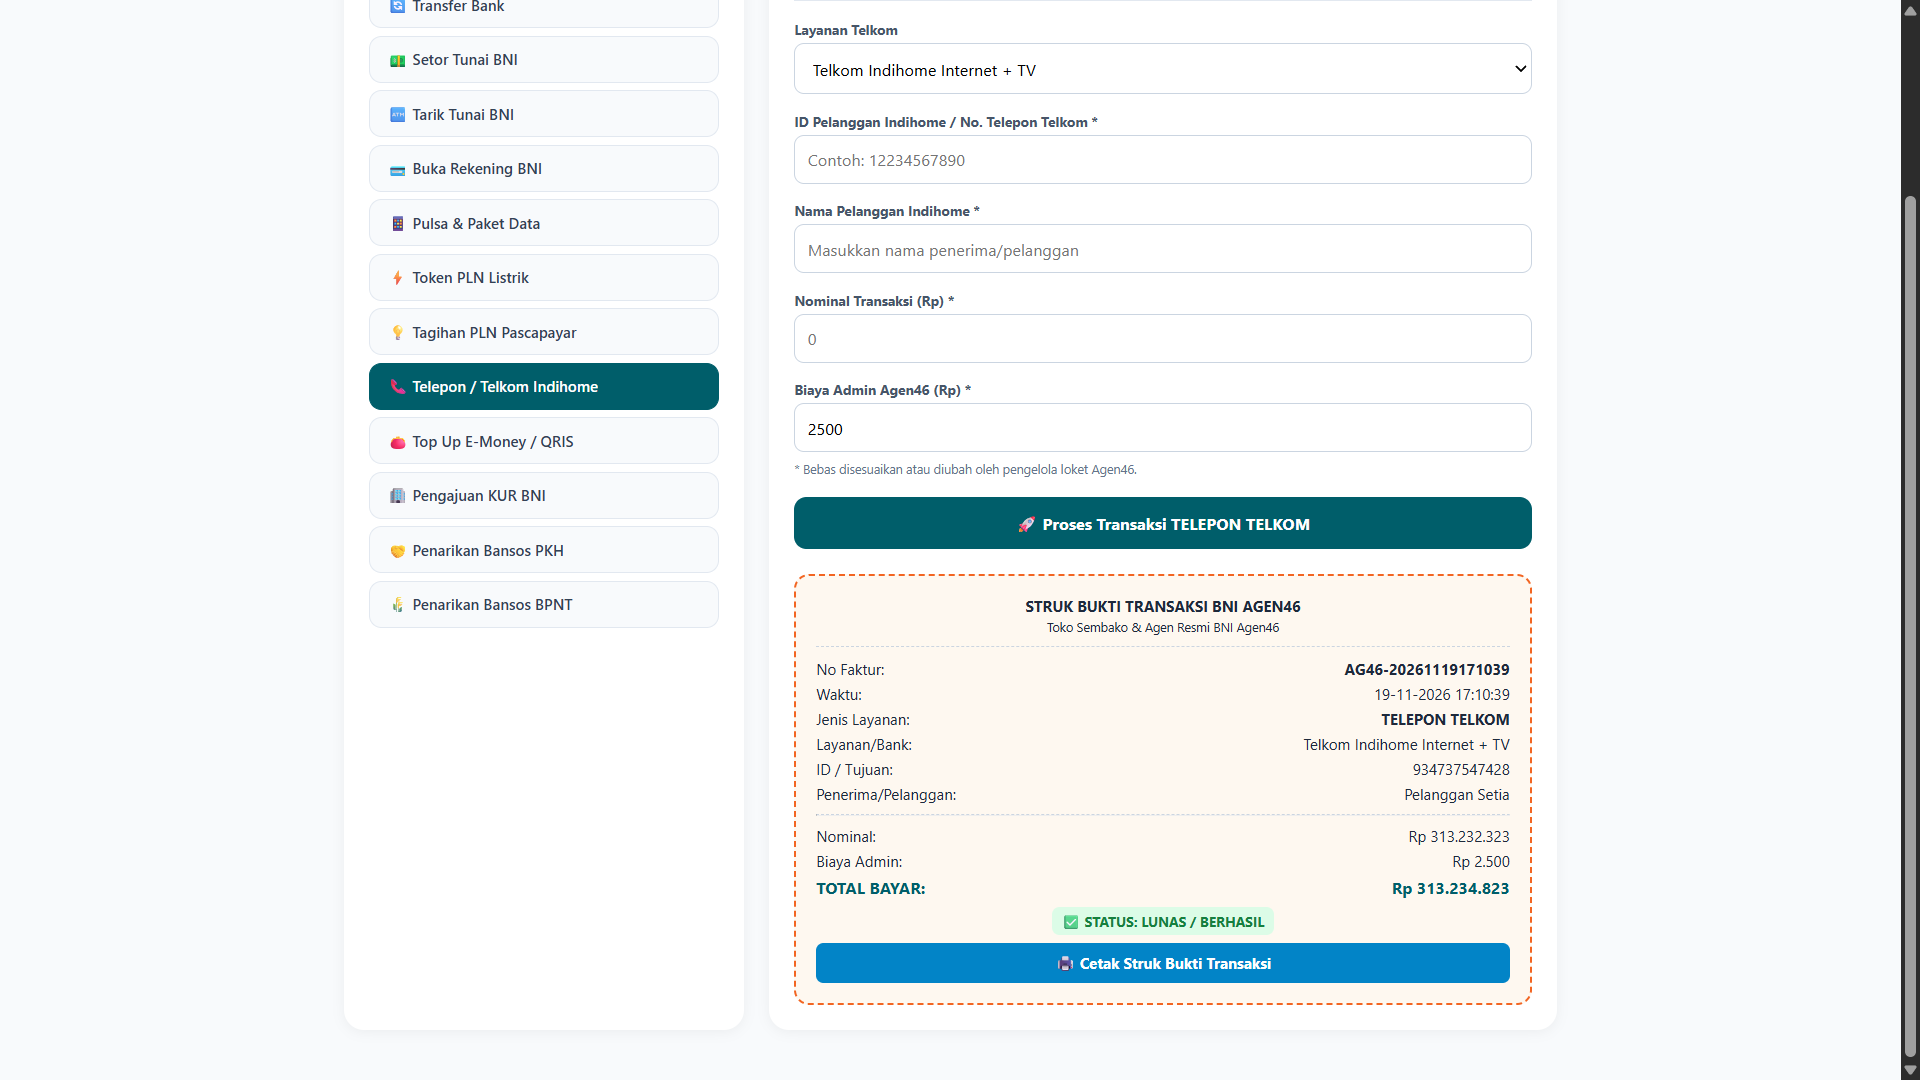 Transfer Bank
Setor Tunai BNI
Tarik Tunai BNI
Buka Rekening BNI
Pulsa & Paket Data
Token PLN Listrik
Tagihan PLN Pascapayar
Telepon / Telkom Indihome
Top Up E-Money / QRIS
Pengajuan KUR BNI
Penarikan Bansos PKH
Penarikan Bansos BPNT
Layanan Telkom
Telkom Indihome Internet + TV
ID Pelanggan Indihome / No. Telepon Telkom *
Contoh: 12234567890
Nama Pelanggan Indihome *
Masukkan nama penerima/pelanggan
Nominal Transaksi (Rp) *
0
Biaya Admin Agen46 (Rp) *
2500
* Bebas disesuaikan atau diubah oleh pengelola loket Agen46.
Proses Transaksi TELEPON TELKOM
STRUK BUKTI TRANSAKSI BNI AGEN46
Toko Sembako & Agen Resmi BNI Agen46
No Faktur: AG46-20261119171039
Waktu: 19-11-2026 17:10:39
Jenis Layanan: TELEPON TELKOM
Layanan/Bank: Telkom Indihome Internet + TV
ID / Tujuan: 934737547428
Penerima/Pelanggan: Pelanggan Setia
Nominal: Rp 313.232.323
Biaya Admin: Rp 2.500
TOTAL BAYAR: Rp 313.234.823
STATUS: LUNAS / BERHASIL
Cetak Struk Bukti Transaksi